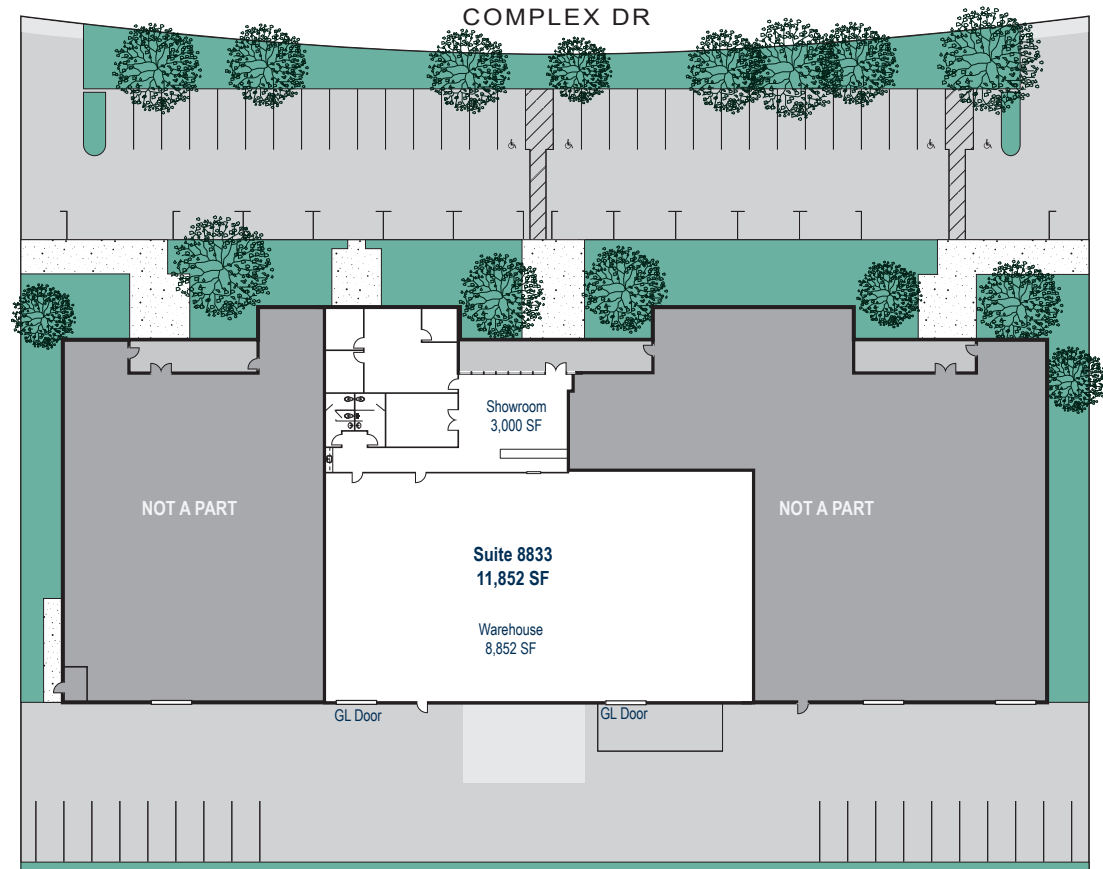 COMPLEX DR
Showroom
3,000 SF
NOT A PART
NOT A PART
Suite 8833
11,852 SF
Warehouse
8,852 SF
GL Door
GL Door